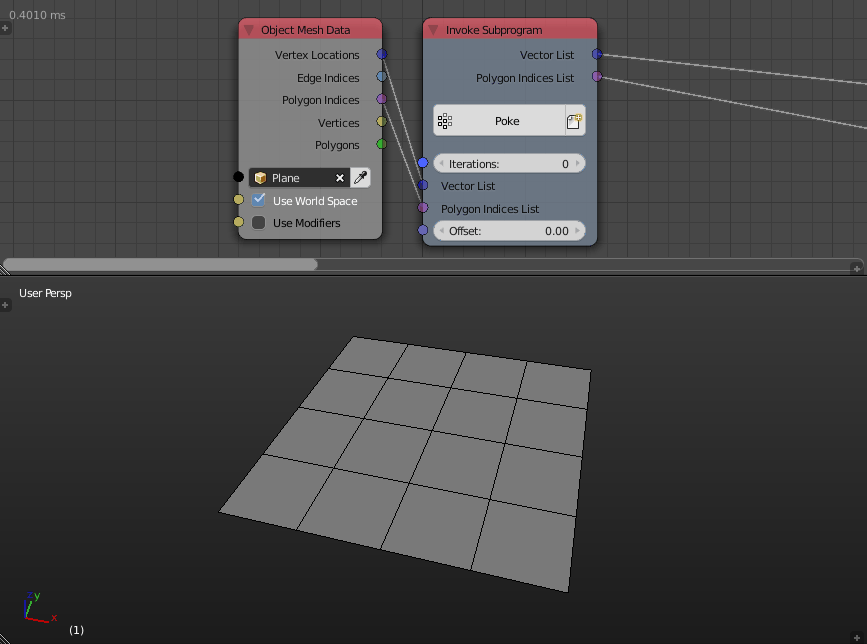 0.4010 ms
Object Mesh Data
Vertex Locations
Edge Indices
Polygon Indices
Vertices
Polygons
Plane
Use World Space
Use Modifiers
Invoke Subprogram
Vector List
Polygon Indices List
Poke
Iterations: 0
Vector List
Polygon Indices List
Offset: 0.00
User Persp
z y
x
(1)